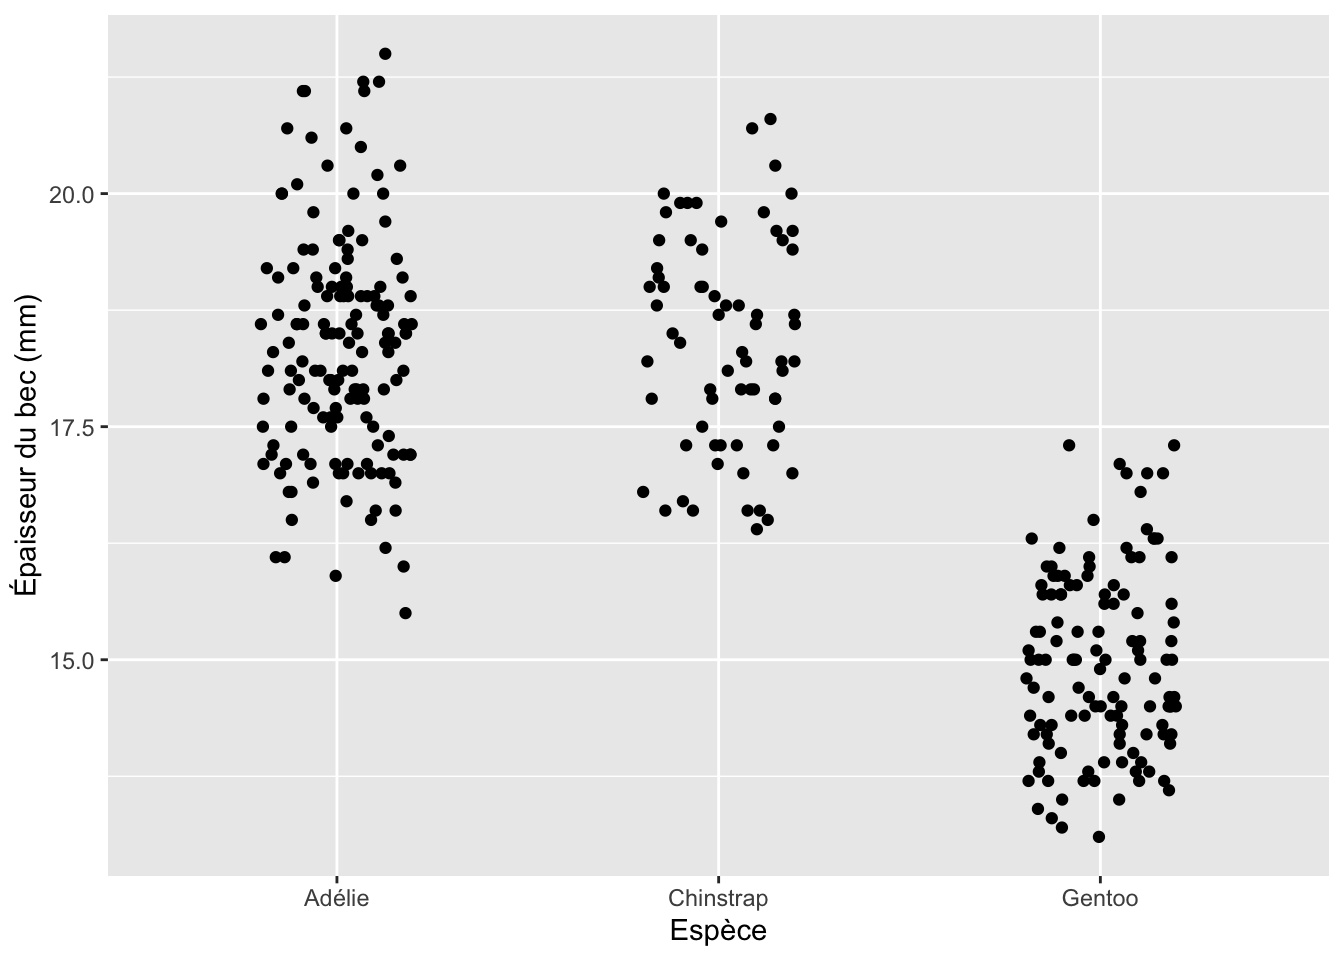 Épaisseur du bec (mm)
20.0
17.5
15.0
Adélie
Chinstrap
Gentoo
Espèce